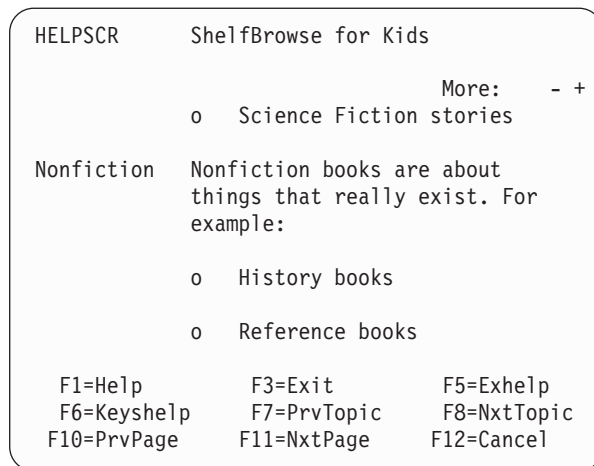 HELPSCR ShelfBrowse for Kids
More: - +
o Science Fiction stories
Nonfiction Nonfiction books are about
things that really exist. For
example:
o History books
o Reference books
F1=Help F3=Exit F5=Exhelp
F6=Keyshelp F7=PrvTopic F8=NxtTopic
F10=PrvPage F11=NxtPage F12=Cancel